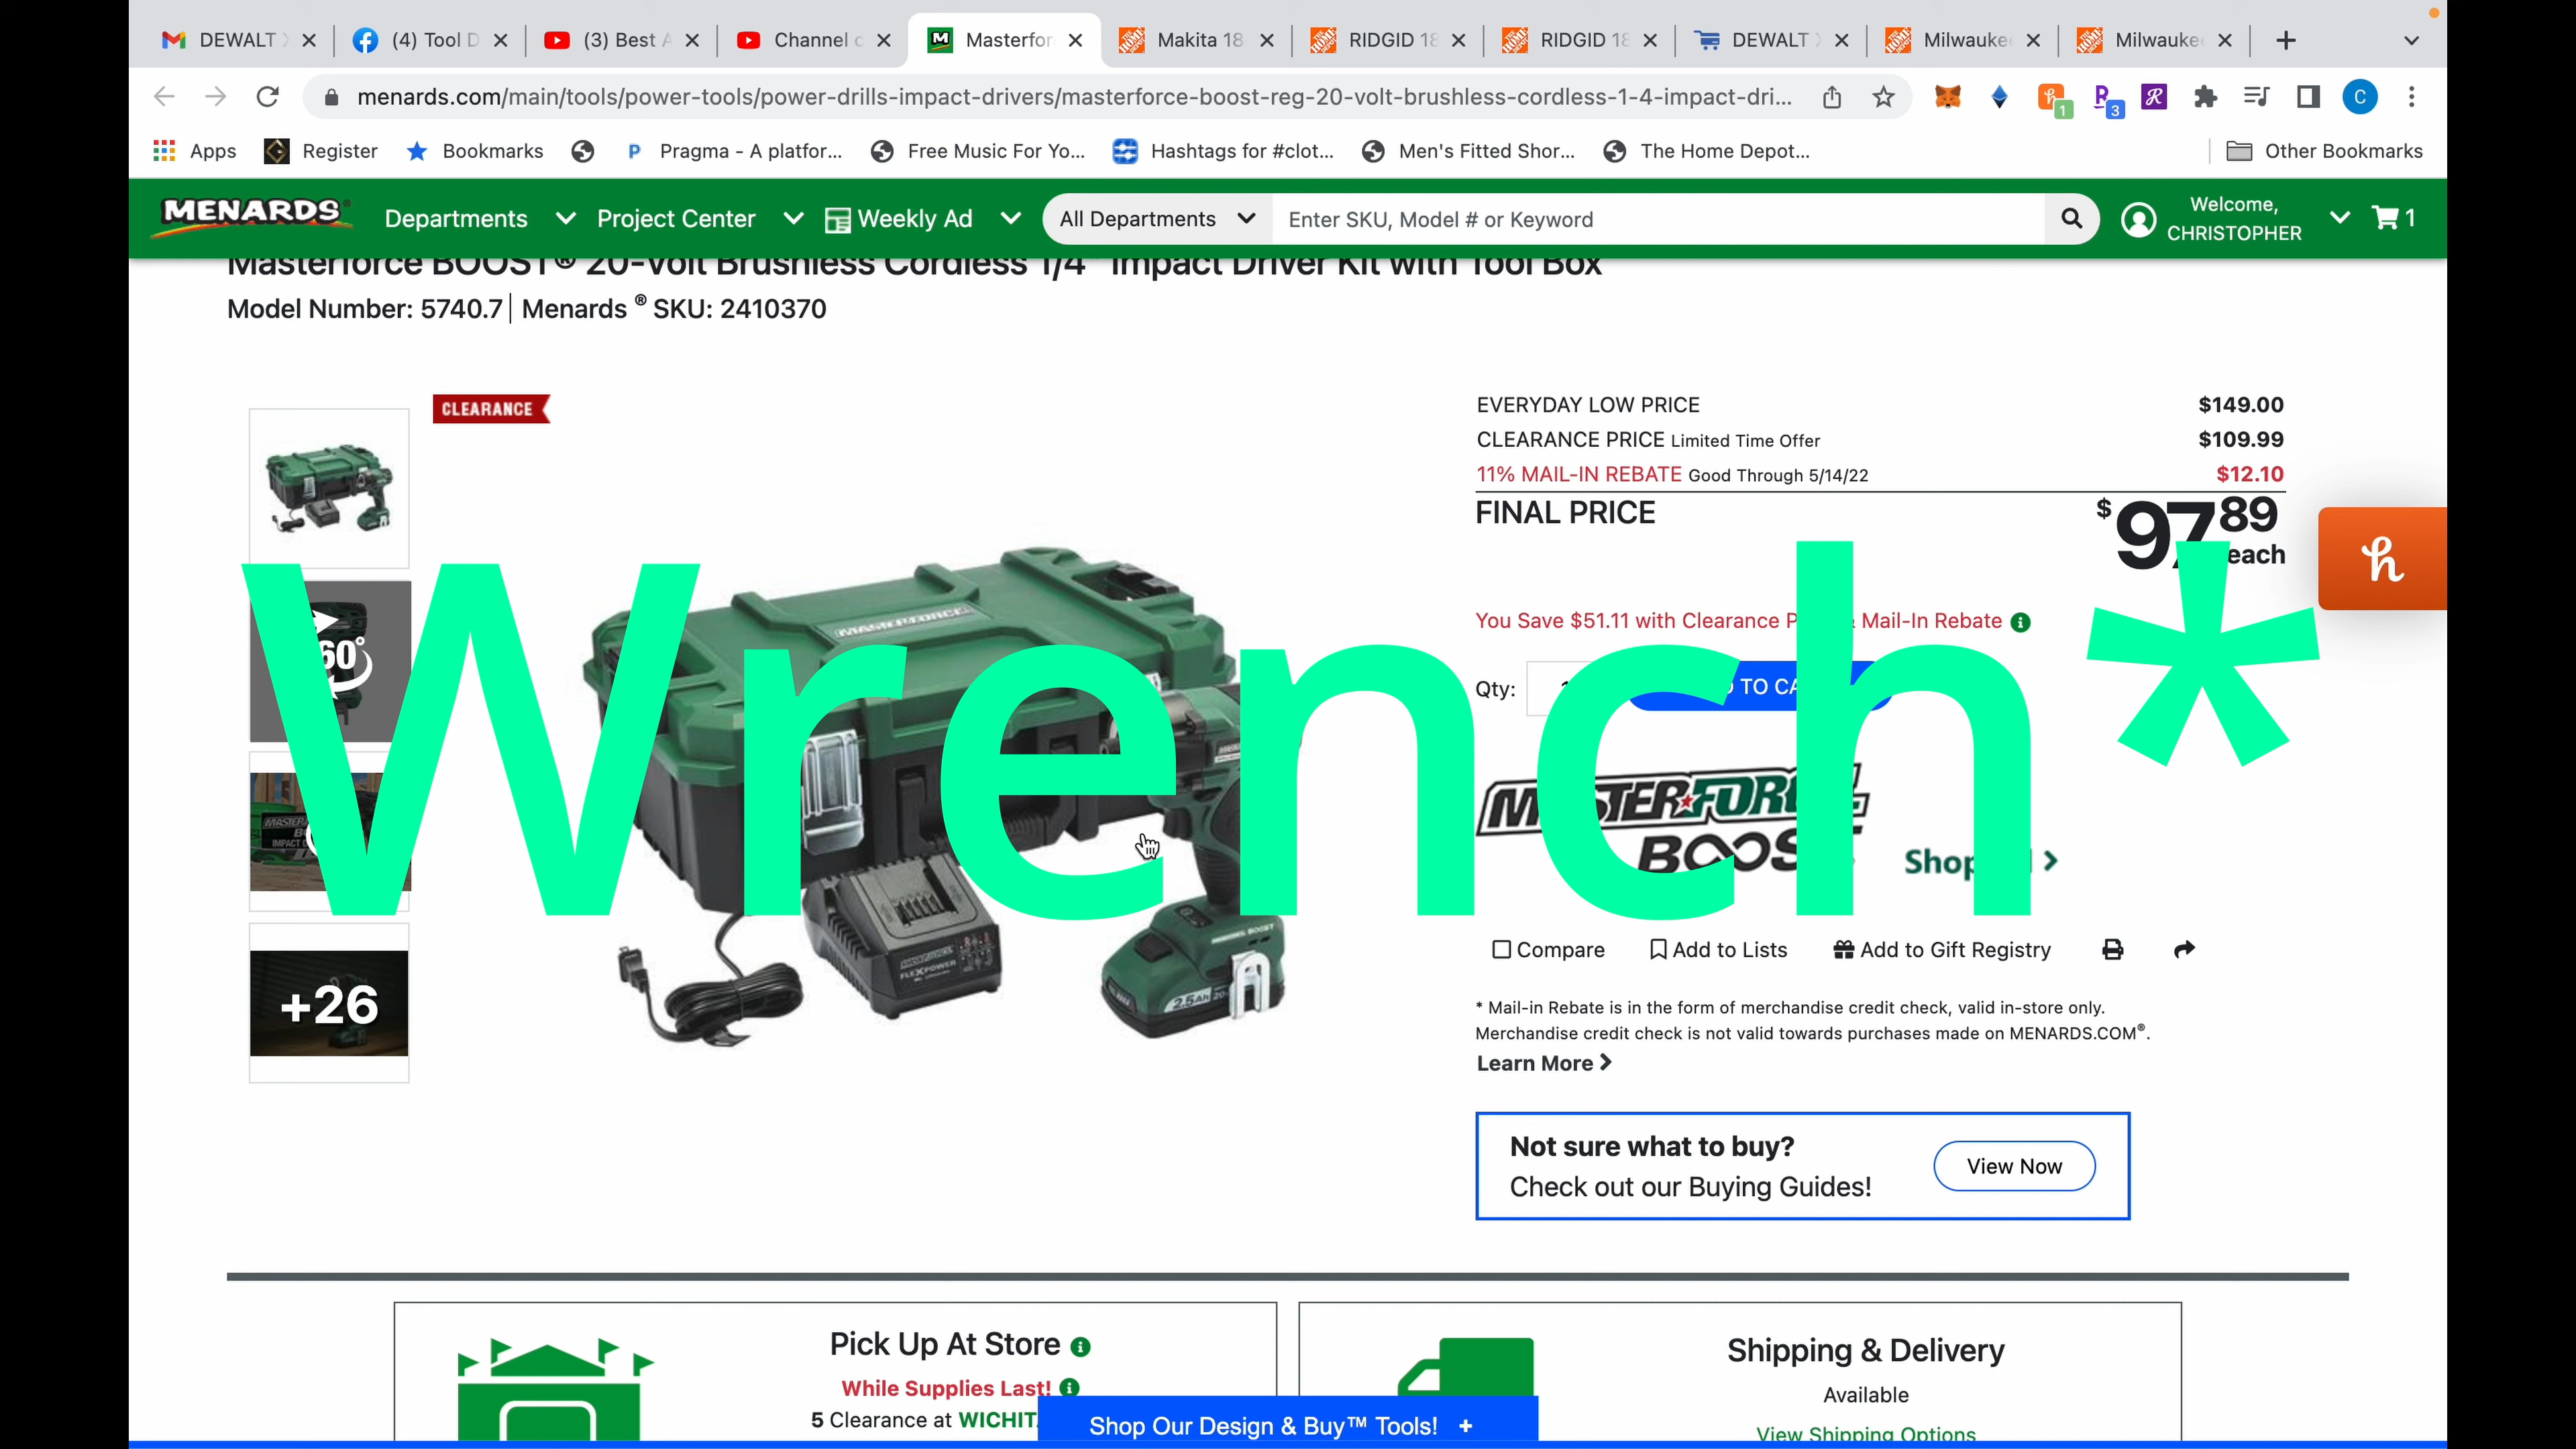 DEWALT
(4) Tool D
(3) Best A
Channel c
Masterfor
Makita 18
RIDGID 18
RIDGID 18
DEWALT
Milwauke
Milwauke
menards.com/main/tools/power-tools/power-drills-impact-drivers/masterforce-boost-reg-20-volt-brushless-cordless-1-4-impact-dri...
1
3
C
Apps
Register
Bookmarks
Pragma - A platfor...
Free Music For Yo...
Hashtags for #clot...
Men's Fitted Shor...
The Home Depot...
Other Bookmarks
MENARDS
Departments
Project Center
Weekly Ad
All Departments
Enter SKU, Model # or Keyword
Welcome,
CHRISTOPHER
1
Masterforce BOOST® 20-Volt Brushless Cordless 1/4" Impact Driver Kit with Tool Box
Model Number: 5740.7 | Menards ® SKU: 2410370
CLEARANCE
EVERYDAY LOW PRICE $149.00
CLEARANCE PRICE Limited Time Offer $109.99
11% MAIL-IN REBATE Good Through 5/14/22 $12.10
FINAL PRICE $97 89 each
You Save $51.11 with Clearance P & Mail-In Rebate
Wrench*
Qty:
TO CA
MASTERFORCE
FLEXPOWER
2.5Ah
MASTERFORCE
BOOST
Shop
+26
Compare
Add to Lists
Add to Gift Registry
* Mail-in Rebate is in the form of merchandise credit check, valid in-store only.
Merchandise credit check is not valid towards purchases made on MENARDS.COM®.
Learn More
Not sure what to buy?
Check out our Buying Guides!
View Now
Pick Up At Store
While Supplies Last!
5 Clearance at WICHIT
Shipping & Delivery
Available
View Shipping Options
Shop Our Design & Buy™ Tools! +